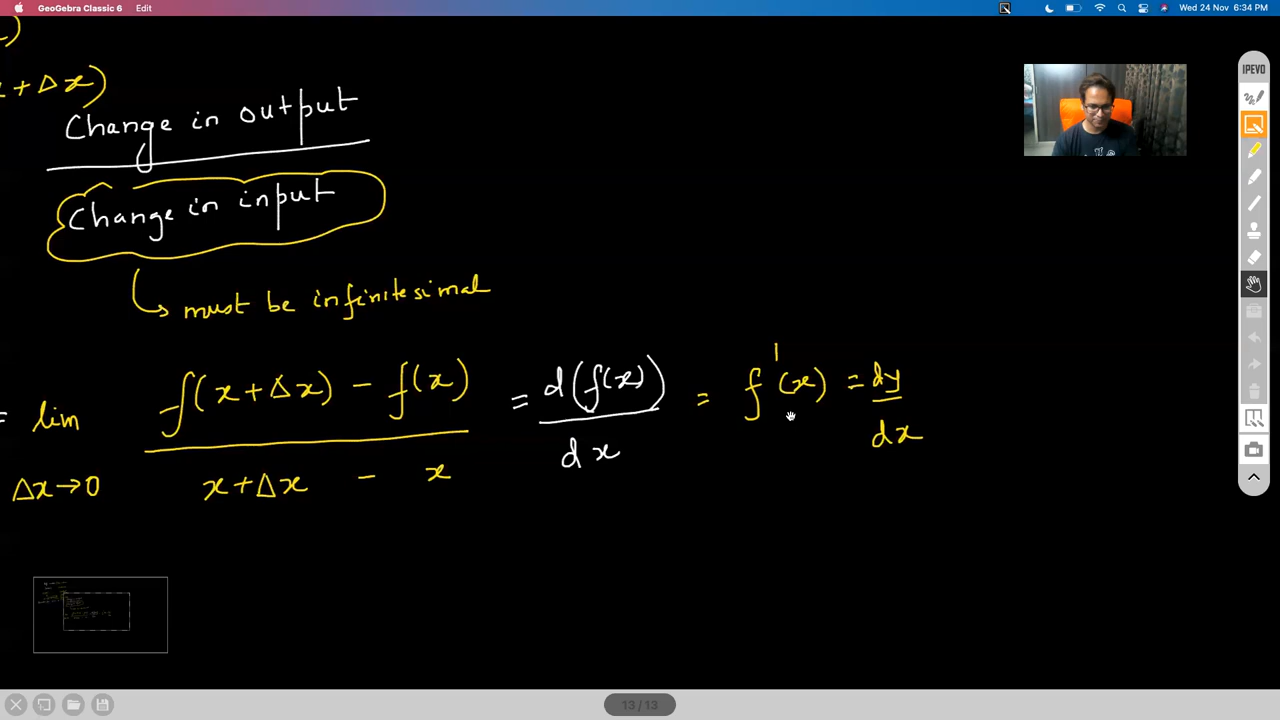 GeoGebra Classic 6 Edit Wed 24 Nov 6:34 PM
IPEVO
+ Δx)
Change in output
Change in input
must be infinitesimal
= lim f(x+Δx) - f(x) = d(f(x)) = f'(x) = dy
Δx→0 x+Δx - x dx dx
13 / 13